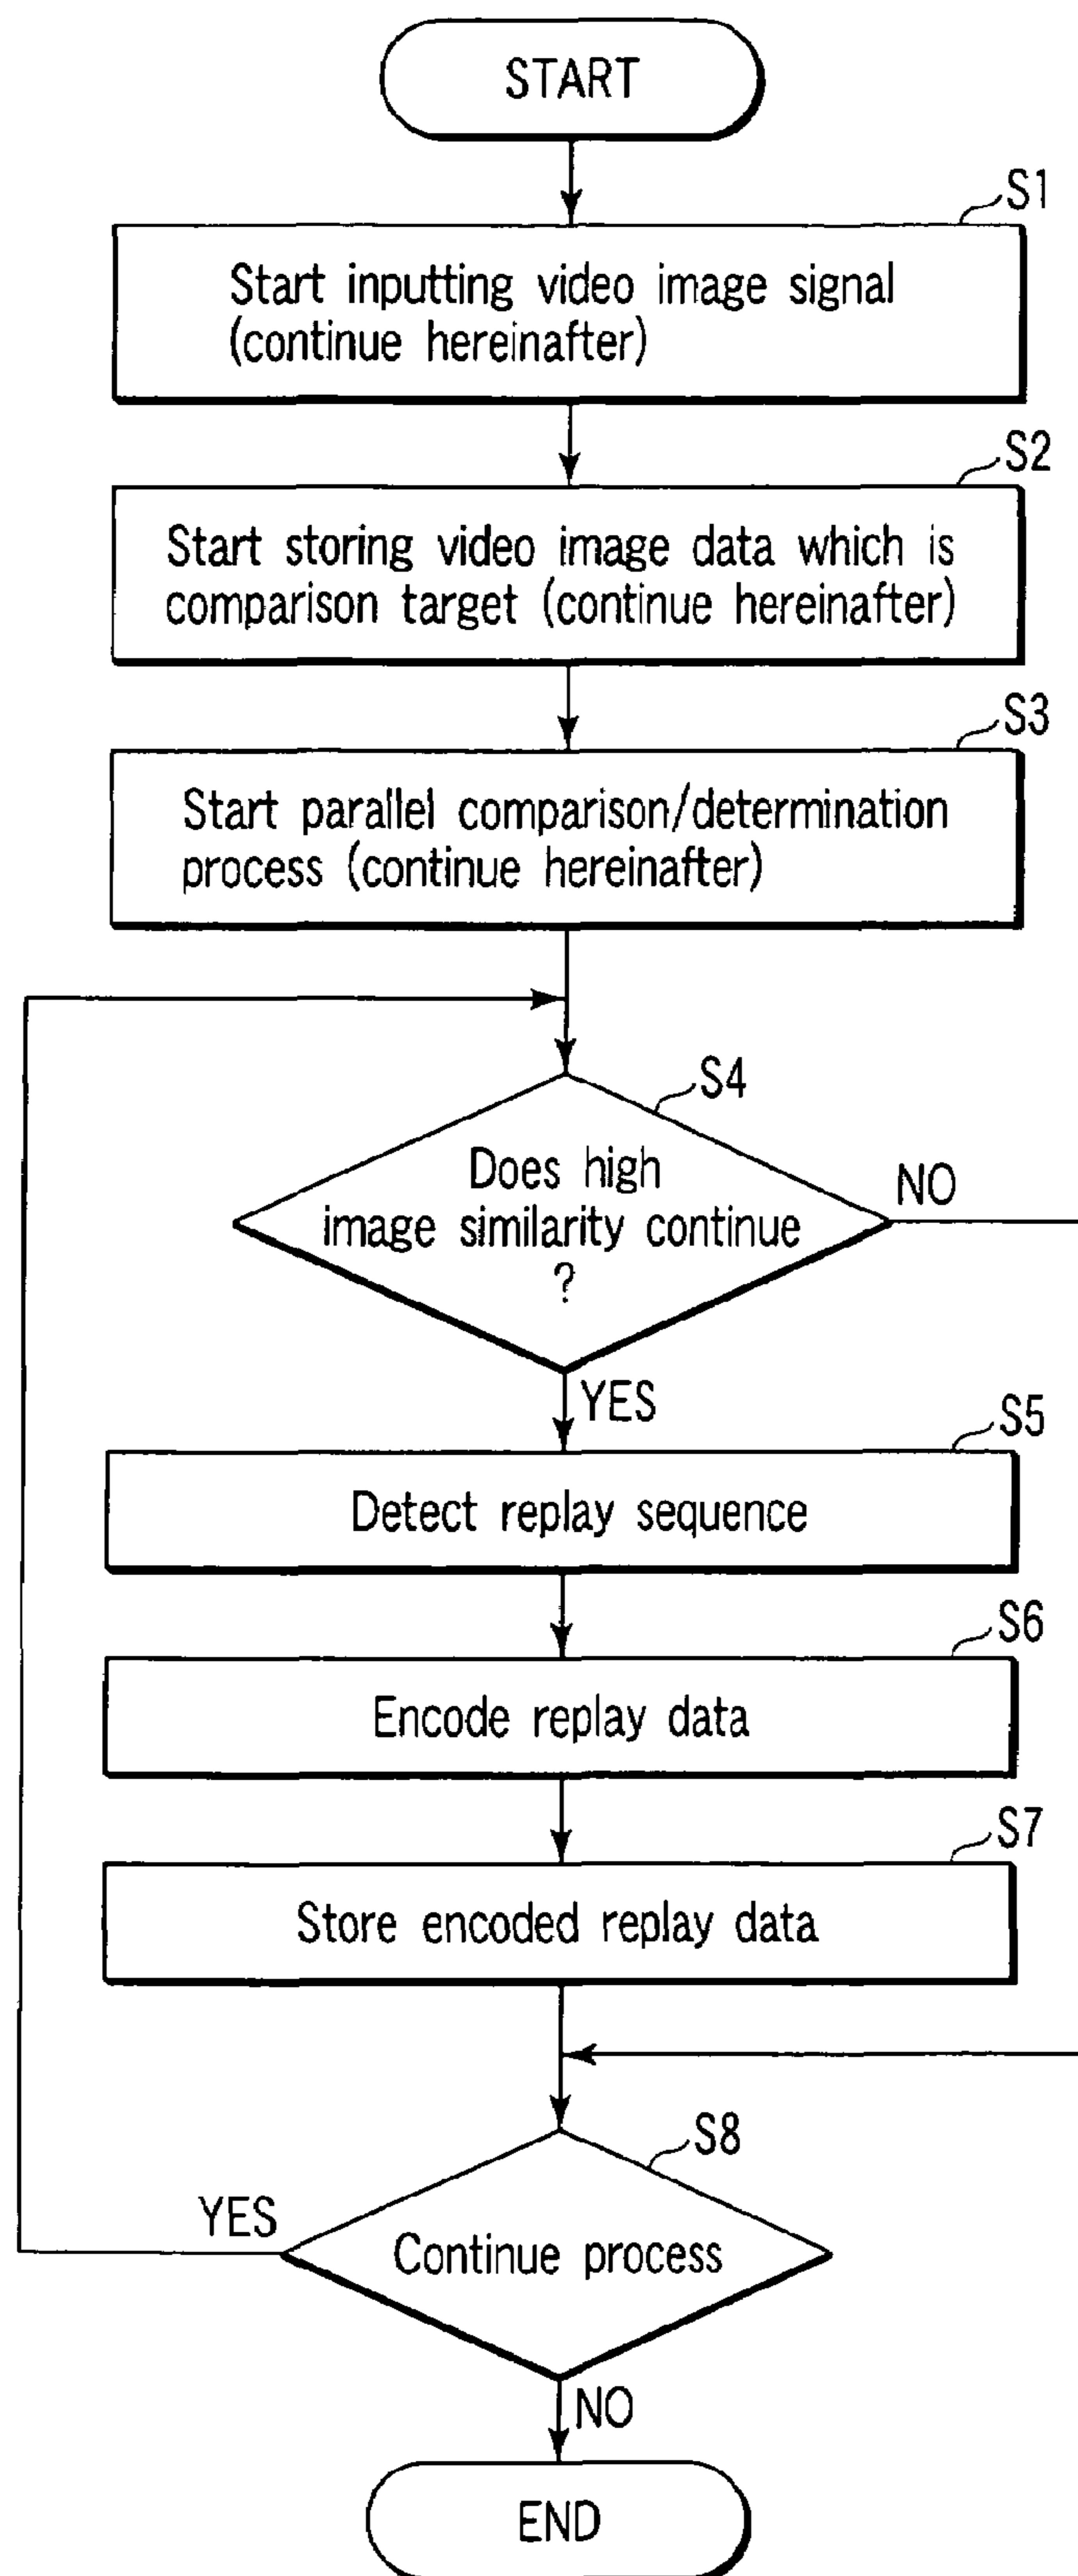 START
S1
Start inputting video image signal
(continue hereinafter)
S2
Start storing video image data which is
comparison target (continue hereinafter)
S3
Start parallel comparison/determination
process (continue hereinafter)
S4
Does high
image similarity continue
?
NO
YES
S5
Detect replay sequence
S6
Encode replay data
S7
Store encoded replay data
S8
YES
Continue process
NO
END